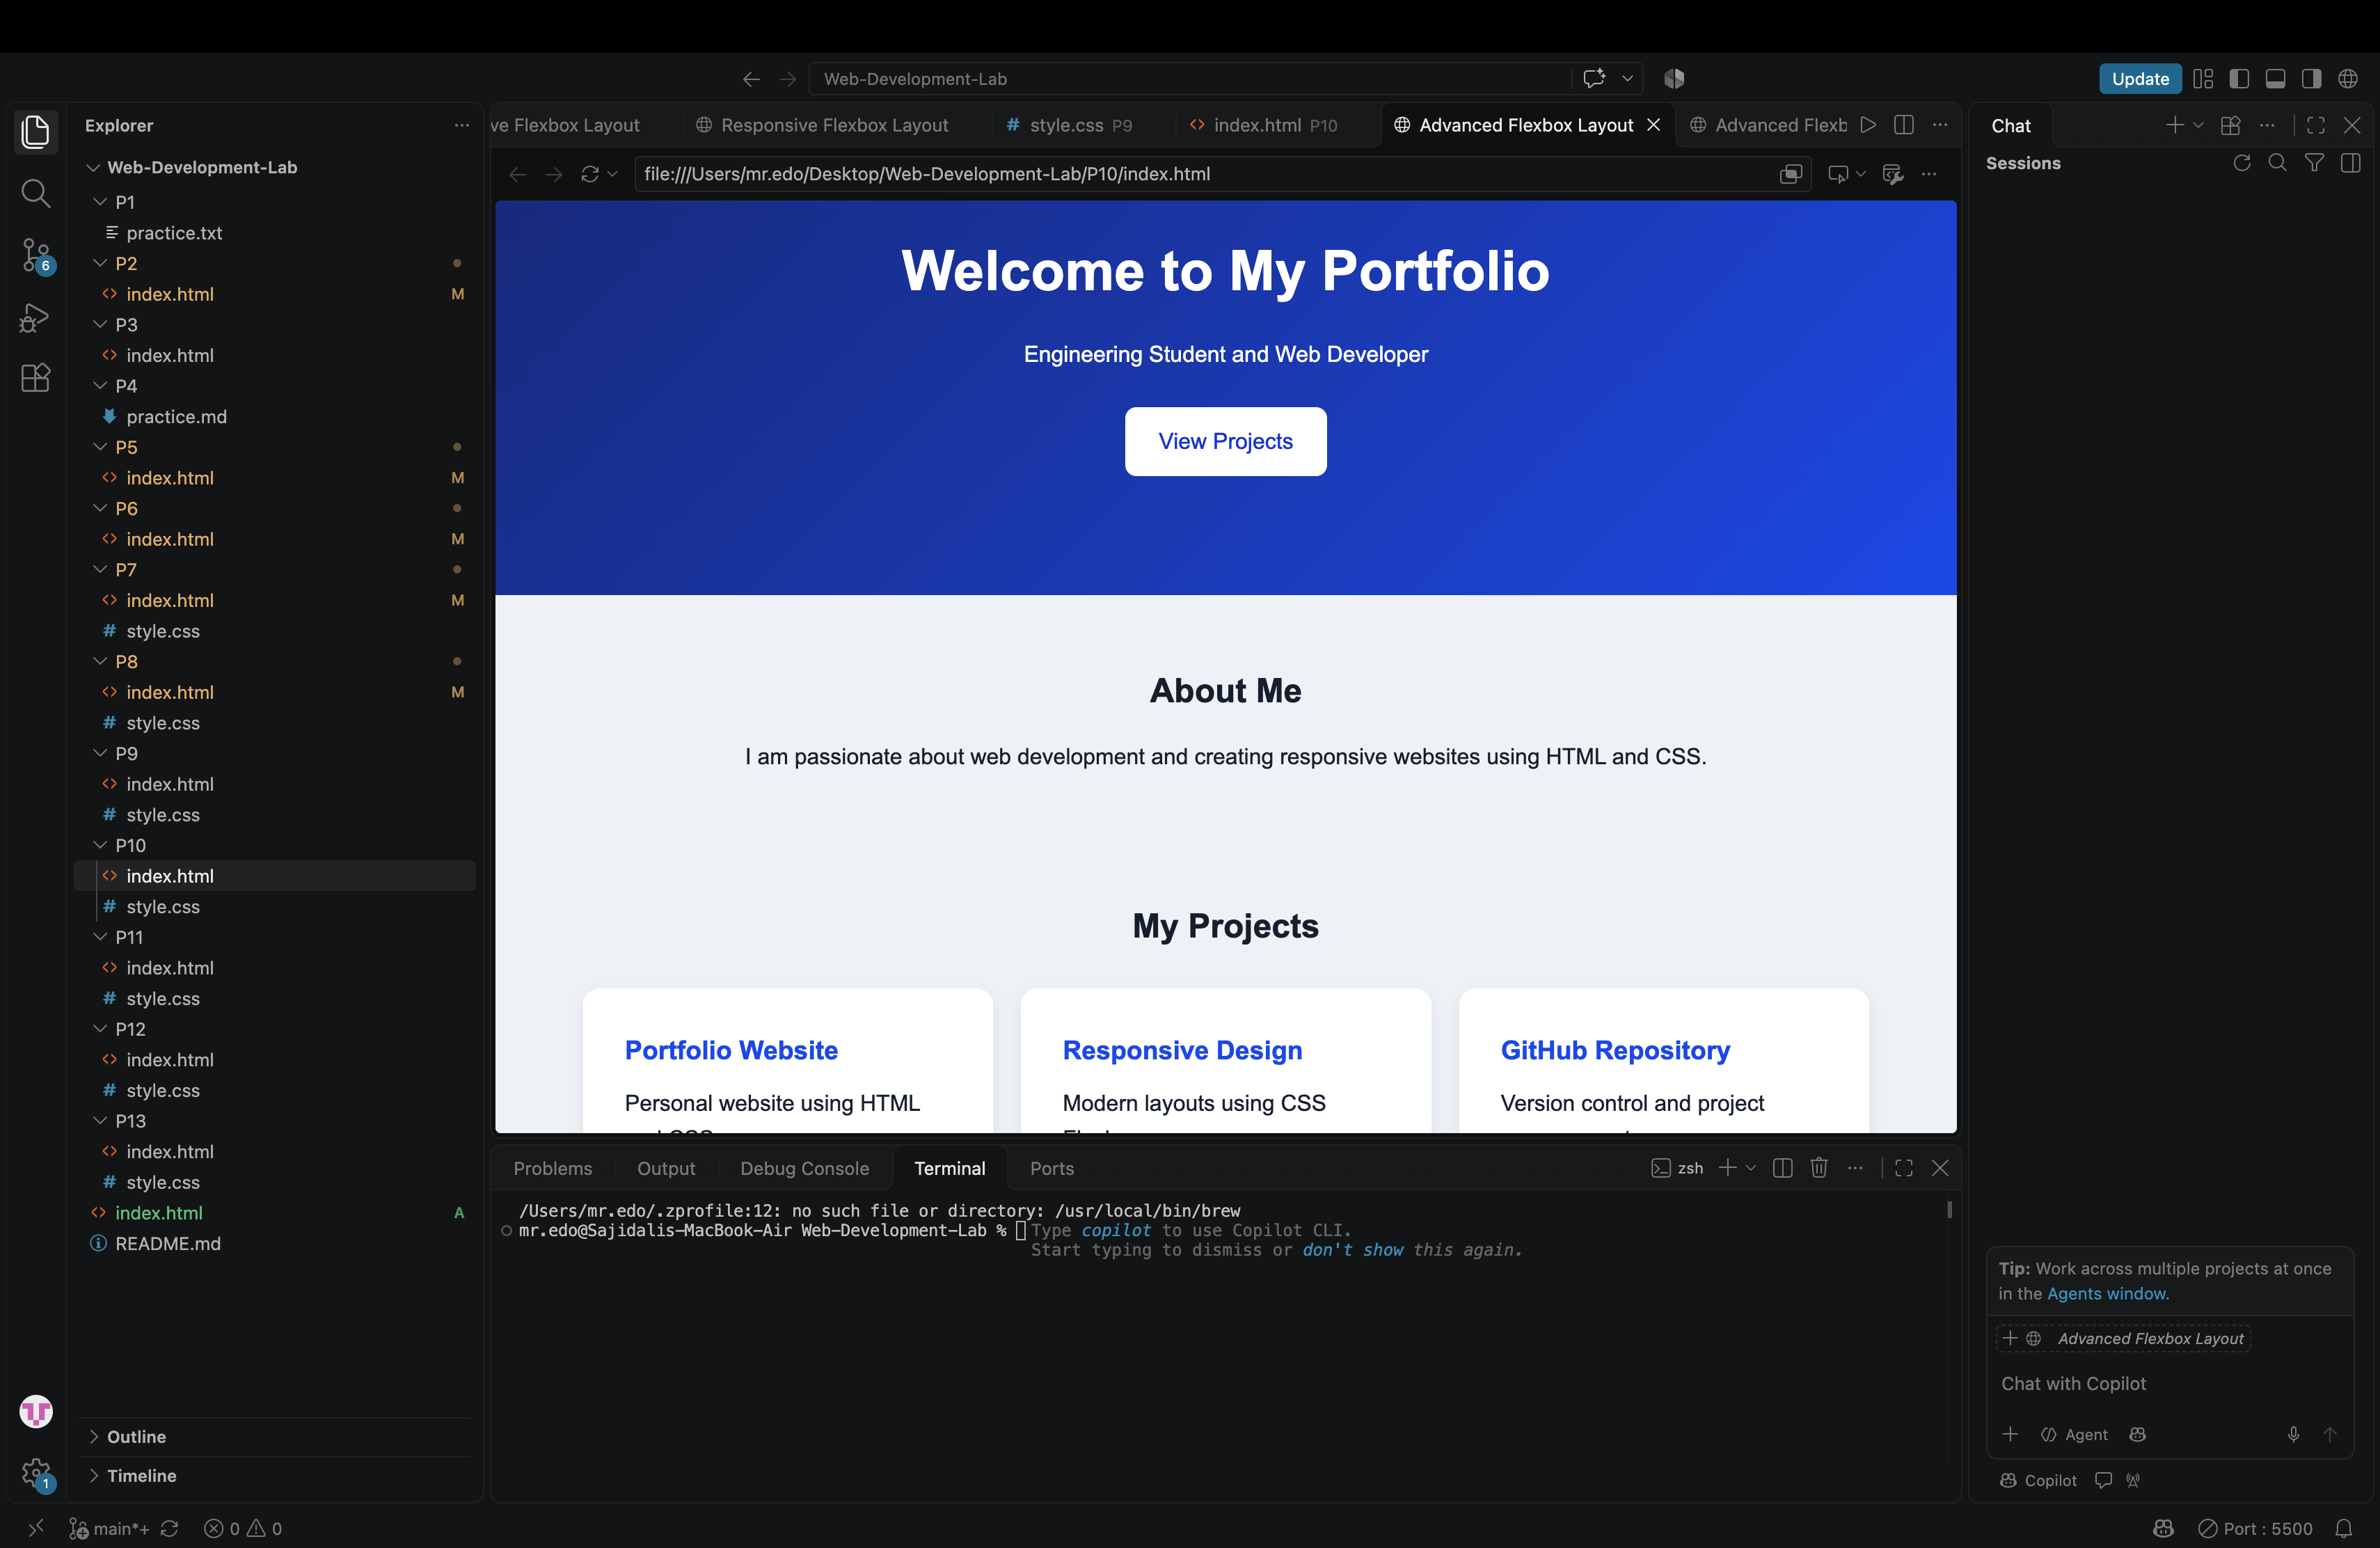 Web-Development-Lab
Update
Explorer
Web-Development-Lab
P1
practice.txt
P2
index.html M
P3
index.html
P4
practice.md
P5
index.html M
P6
index.html M
P7
index.html M
style.css
P8
index.html M
style.css
P9
index.html
style.css
P10
index.html
style.css
P11
index.html
style.css
P12
index.html
style.css
P13
index.html
style.css
index.html A
README.md
Outline
Timeline
6
1
ve Flexbox Layout
Responsive Flexbox Layout
# style.css P9
index.html P10
Advanced Flexbox Layout
Advanced Flexb
file:///Users/mr.edo/Desktop/Web-Development-Lab/P10/index.html
Welcome to My Portfolio
Engineering Student and Web Developer
View Projects
About Me
I am passionate about web development and creating responsive websites using HTML and CSS.
My Projects
Portfolio Website
Personal website using HTML
Responsive Design
Modern layouts using CSS
GitHub Repository
Version control and project
Problems Output Debug Console Terminal Ports
zsh
/Users/mr.edo/.zprofile:12: no such file or directory: /usr/local/bin/brew
mr.edo@Sajidalis-MacBook-Air Web-Development-Lab % Type copilot to use Copilot CLI.
Start typing to dismiss or don't show this again.
Chat
Sessions
Tip: Work across multiple projects at once
in the Agents window.
Advanced Flexbox Layout
Chat with Copilot
Agent
Copilot
main*+ 0 0
Port : 5500